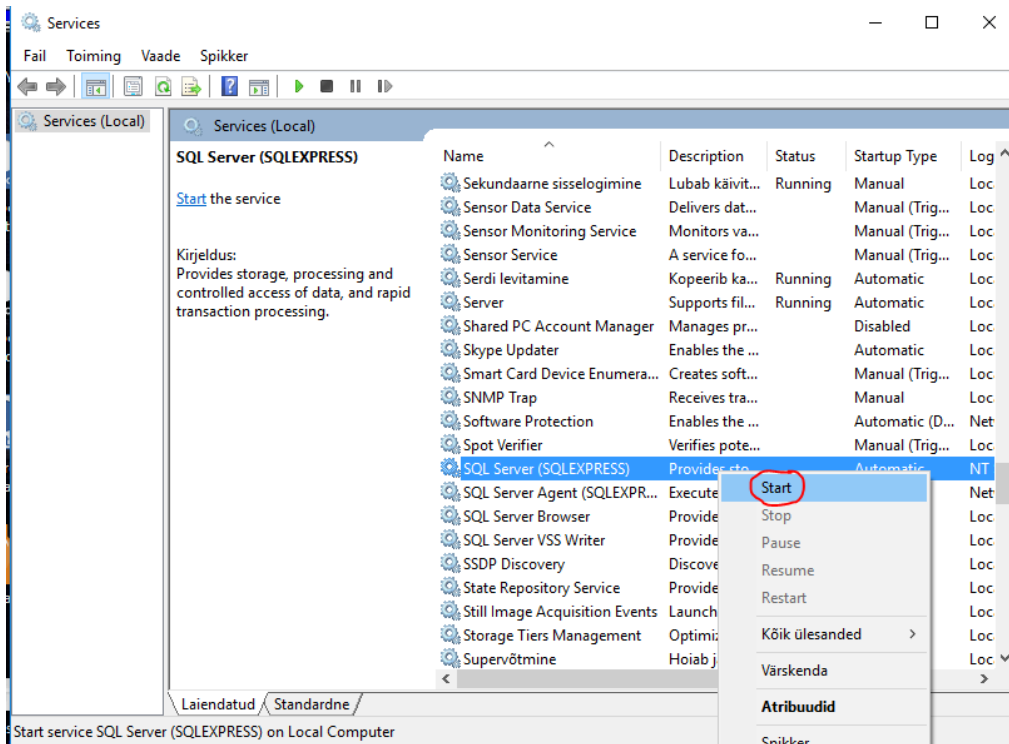 Services
Fail Toiming Vaade Spikker
Services (Local)
Services (Local)
SQL Server (SQLEXPRESS)
Start the service
Kirjeldus:
Provides storage, processing and
controlled access of data, and rapid
transaction processing.
Name Description Status Startup Type Log
Sekundaarne sisselogimine Lubab käivit... Running Manual Loc
Sensor Data Service Delivers dat... Manual (Trig... Loc
Sensor Monitoring Service Monitors va... Manual (Trig... Loc
Sensor Service A service fo... Manual (Trig... Loc
Serdi levitamine Kopeerib ka... Running Automatic Loc
Server Supports fil... Running Automatic Loc
Shared PC Account Manager Manages pr... Disabled Loc
Skype Updater Enables the ... Automatic Loc
Smart Card Device Enumera... Creates soft... Manual (Trig... Loc
SNMP Trap Receives tra... Manual Loc
Software Protection Enables the ... Automatic (D... Net
Spot Verifier Verifies pote... Manual (Trig... Loc
SQL Server (SQLEXPRESS) Provides sto... Automatic NT
SQL Server Agent (SQLEXPR... Execute Net
SQL Server Browser Provide Loc
SQL Server VSS Writer Provide Loc
SSDP Discovery Discove Loc
State Repository Service Provide Loc
Still Image Acquisition Events Launch Loc
Storage Tiers Management Optimi Loc
Supervõtmine Hoiab j Loc
Start
Stop
Pause
Resume
Restart
Kõik ülesanded
Värskenda
Atribuudid
Spikker
Laiendatud Standardne
Start service SQL Server (SQLEXPRESS) on Local Computer